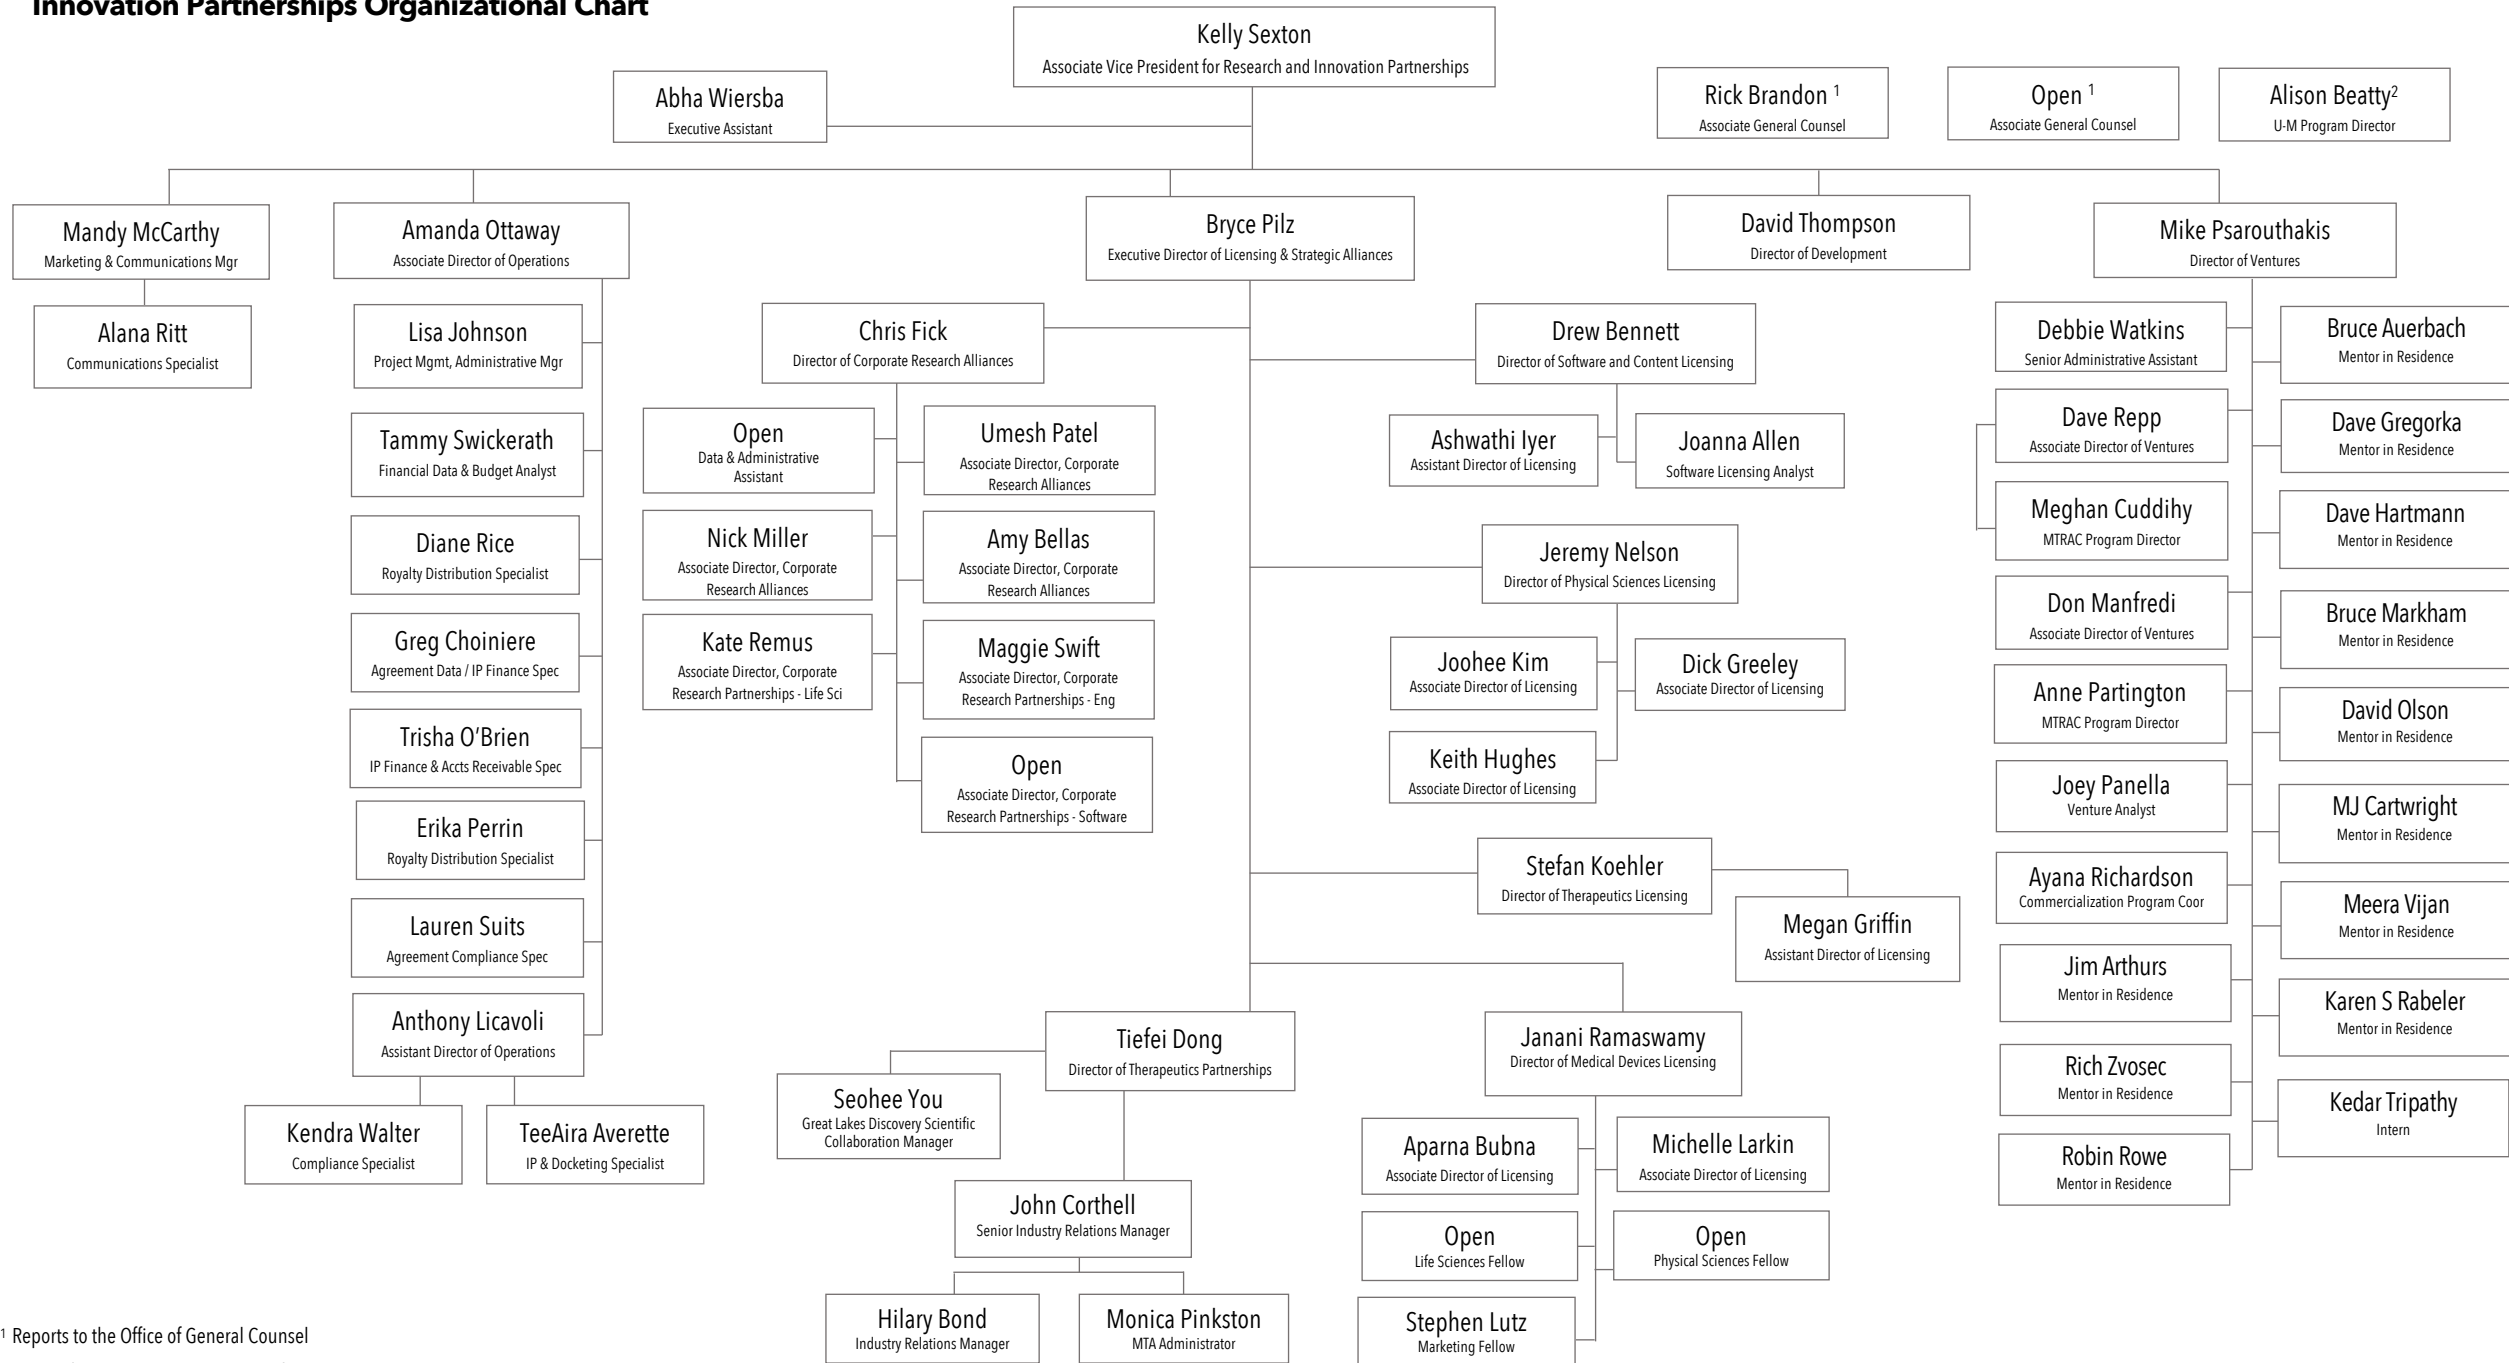 Innovation Partnerships Organizational Chart
Kelly Sexton
Associate Vice President for Research and Innovation Partnerships
Abha Wiersba
Executive Assistant
Rick Brandon 1
Associate General Counsel
Open 1
Associate General Counsel
Alison Beatty2
U-M Program Director
Mandy McCarthy
Marketing & Communications Mgr
Alana Ritt
Communications Specialist
Amanda Ottaway
Associate Director of Operations
Lisa Johnson
Project Mgmt, Administrative Mgr
Tammy Swickerath
Financial Data & Budget Analyst
Diane Rice
Royalty Distribution Specialist
Greg Choiniere
Agreement Data / IP Finance Spec
Trisha O'Brien
IP Finance & Accts Receivable Spec
Erika Perrin
Royalty Distribution Specialist
Lauren Suits
Agreement Compliance Spec
Anthony Licavoli
Assistant Director of Operations
Kendra Walter
Compliance Specialist
TeeAira Averette
IP & Docketing Specialist
Bryce Pilz
Executive Director of Licensing & Strategic Alliances
Chris Fick
Director of Corporate Research Alliances
Open
Data & Administrative
Assistant
Umesh Patel
Associate Director, Corporate
Research Alliances
Nick Miller
Associate Director, Corporate
Research Alliances
Amy Bellas
Associate Director, Corporate
Research Alliances
Kate Remus
Associate Director, Corporate
Research Partnerships - Life Sci
Maggie Swift
Associate Director, Corporate
Research Partnerships - Eng
Open
Associate Director, Corporate
Research Partnerships - Software
Drew Bennett
Director of Software and Content Licensing
Ashwathi Iyer
Assistant Director of Licensing
Joanna Allen
Software Licensing Analyst
Jeremy Nelson
Director of Physical Sciences Licensing
Joohee Kim
Associate Director of Licensing
Dick Greeley
Associate Director of Licensing
Keith Hughes
Associate Director of Licensing
Stefan Koehler
Director of Therapeutics Licensing
Megan Griffin
Assistant Director of Licensing
Tiefei Dong
Director of Therapeutics Partnerships
Seohee You
Great Lakes Discovery Scientific
Collaboration Manager
John Corthell
Senior Industry Relations Manager
Hilary Bond
Industry Relations Manager
Monica Pinkston
MTA Administrator
Janani Ramaswamy
Director of Medical Devices Licensing
Aparna Bubna
Associate Director of Licensing
Michelle Larkin
Associate Director of Licensing
Open
Life Sciences Fellow
Open
Physical Sciences Fellow
Stephen Lutz
Marketing Fellow
David Thompson
Director of Development
Mike Psarouthakis
Director of Ventures
Debbie Watkins
Senior Administrative Assistant
Dave Repp
Associate Director of Ventures
Meghan Cuddihy
MTRAC Program Director
Don Manfredi
Associate Director of Ventures
Anne Partington
MTRAC Program Director
Joey Panella
Venture Analyst
Ayana Richardson
Commercialization Program Coor
Jim Arthurs
Mentor in Residence
Rich Zvosec
Mentor in Residence
Robin Rowe
Mentor in Residence
Bruce Auerbach
Mentor in Residence
Dave Gregorka
Mentor in Residence
Dave Hartmann
Mentor in Residence
Bruce Markham
Mentor in Residence
David Olson
Mentor in Residence
MJ Cartwright
Mentor in Residence
Meera Vijan
Mentor in Residence
Karen S Rabeler
Mentor in Residence
Kedar Tripathy
Intern
1 Reports to the Office of General Counsel